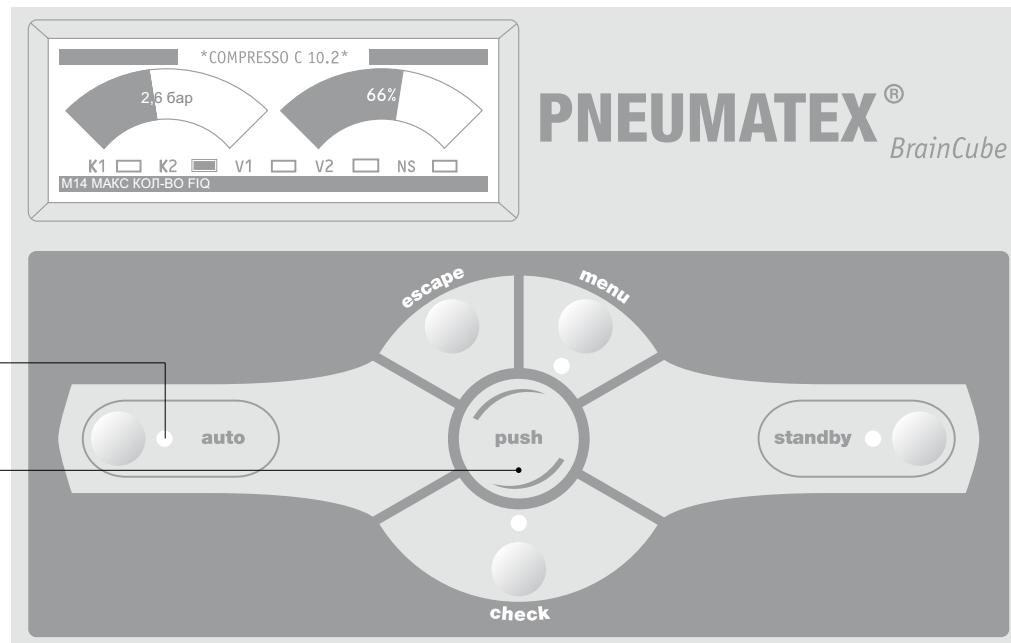 *COMPRESSO C 10.2*
2,6 бар
66%
K1 K2 V1 V2 NS
M14 МАКС КОЛ-ВО FIQ
PNEUMATEX®
BrainCube
escape
menu
auto
push
standby
check